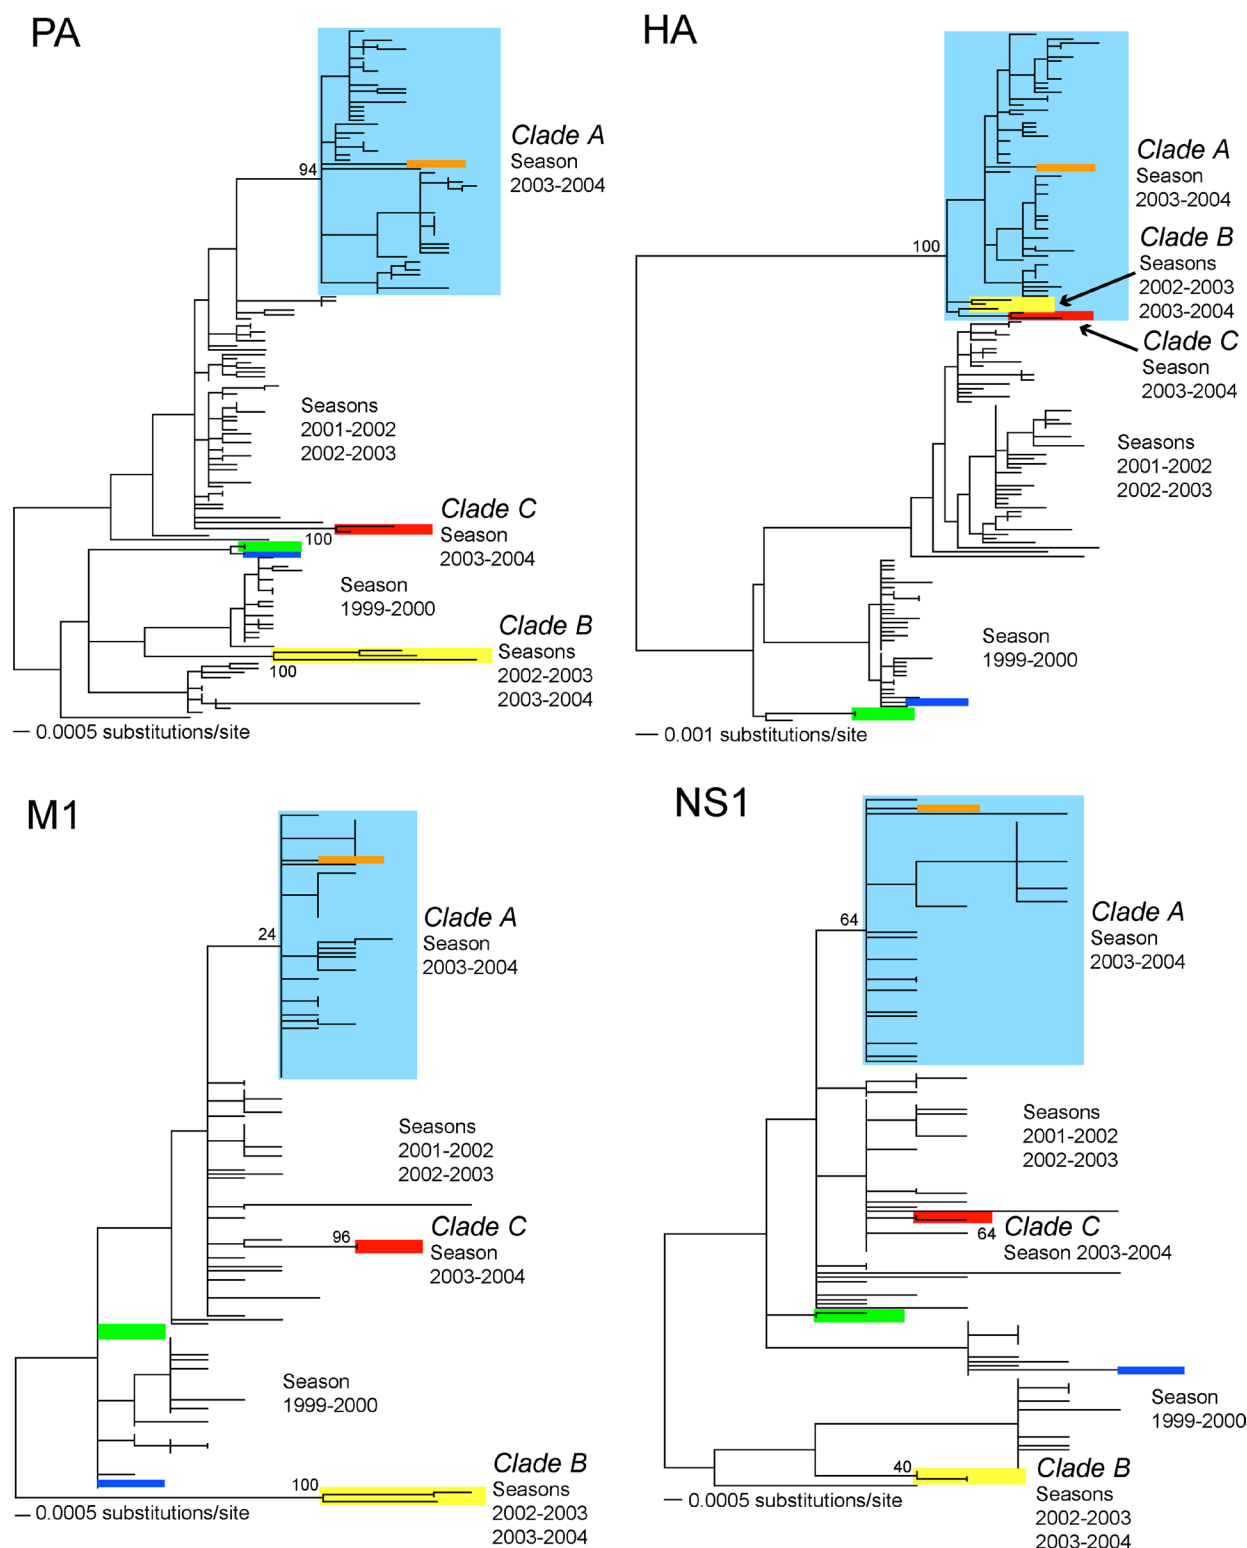 PA
Clade A
Season
2003-2004
94
Seasons
2001-2002
2002-2003
Clade C
Season
2003-2004
100
Season
1999-2000
Clade B
Seasons
2002-2003
2003-2004
100
0.0005 substitutions/site
HA
Clade A
Season
2003-2004
Clade B
Seasons
2002-2003
2003-2004
100
Clade C
Season
2003-2004
Seasons
2001-2002
2002-2003
Season
1999-2000
0.001 substitutions/site
M1
24
Clade A
Season
2003-2004
Seasons
2001-2002
2002-2003
96
Clade C
Season
2003-2004
Season
1999-2000
100
Clade B
Seasons
2002-2003
2003-2004
0.0005 substitutions/site
NS1
64
Clade A
Season
2003-2004
Seasons
2001-2002
2002-2003
64
Clade C
Season 2003-2004
Season
1999-2000
40
Clade B
Seasons
2002-2003
2003-2004
0.0005 substitutions/site